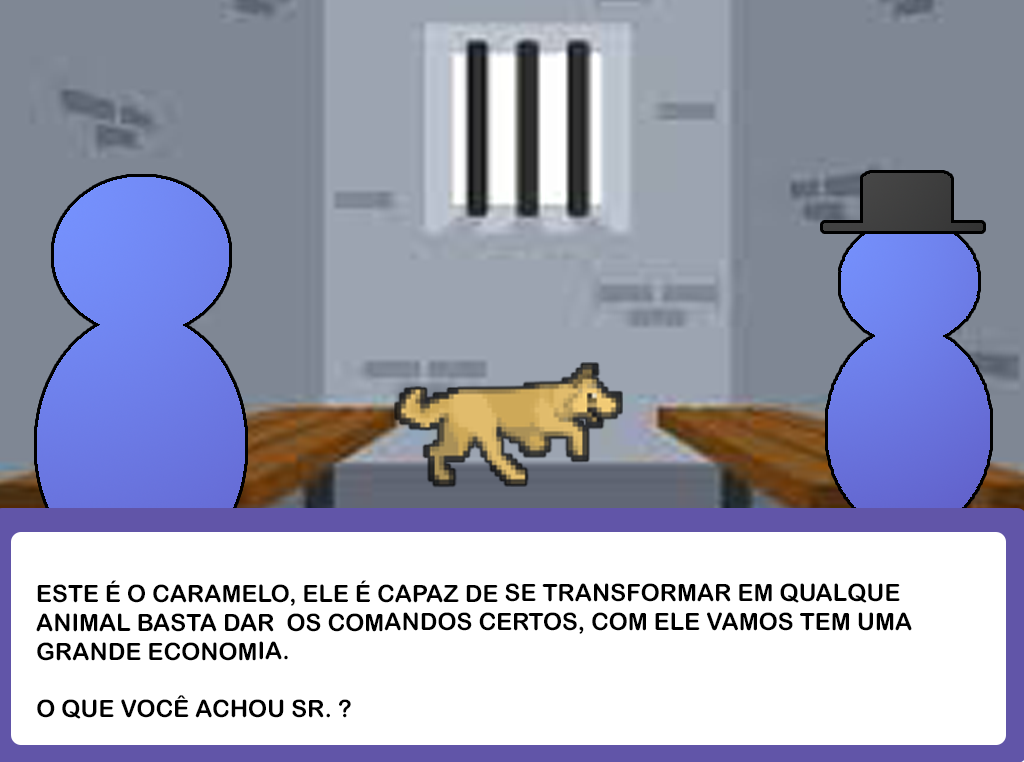 ESTE É O CARAMELO, ELE É CAPAZ DE SE TRANSFORMAR EM QUALQUE
ANIMAL BASTA DAR OS COMANDOS CERTOS, COM ELE VAMOS TEM UMA
GRANDE ECONOMIA.
O QUE VOCÊ ACHOU SR. ?